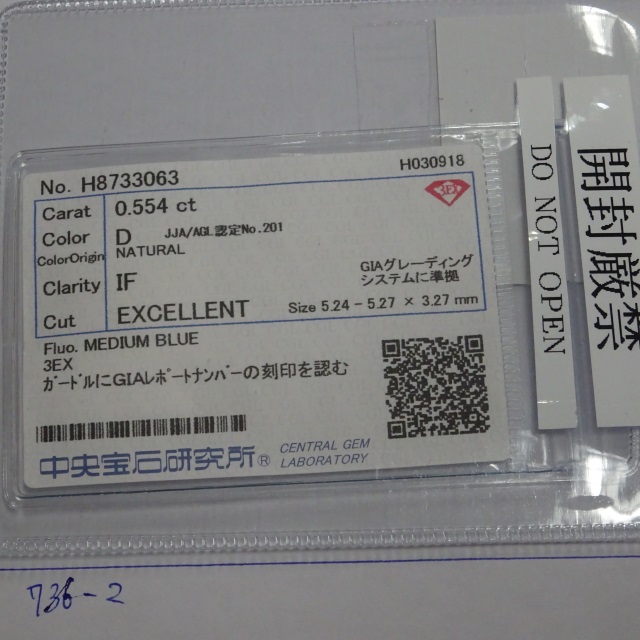 No. H8733063
H030918
3EX
Carat 0.554 ct
Color D JJA/AGL認定No.201
ColorOrigin NATURAL
GIAグレーディング
システムに準拠
Clarity IF
Cut EXCELLENT Size 5.24 - 5.27 × 3.27 mm
Fluo. MEDIUM BLUE
3EX
ガードルにGIAレポートナンバーの刻印を認む
中央宝石研究所® CENTRAL GEM
LABORATORY
DO NOT OPEN
開封厳禁
736-2